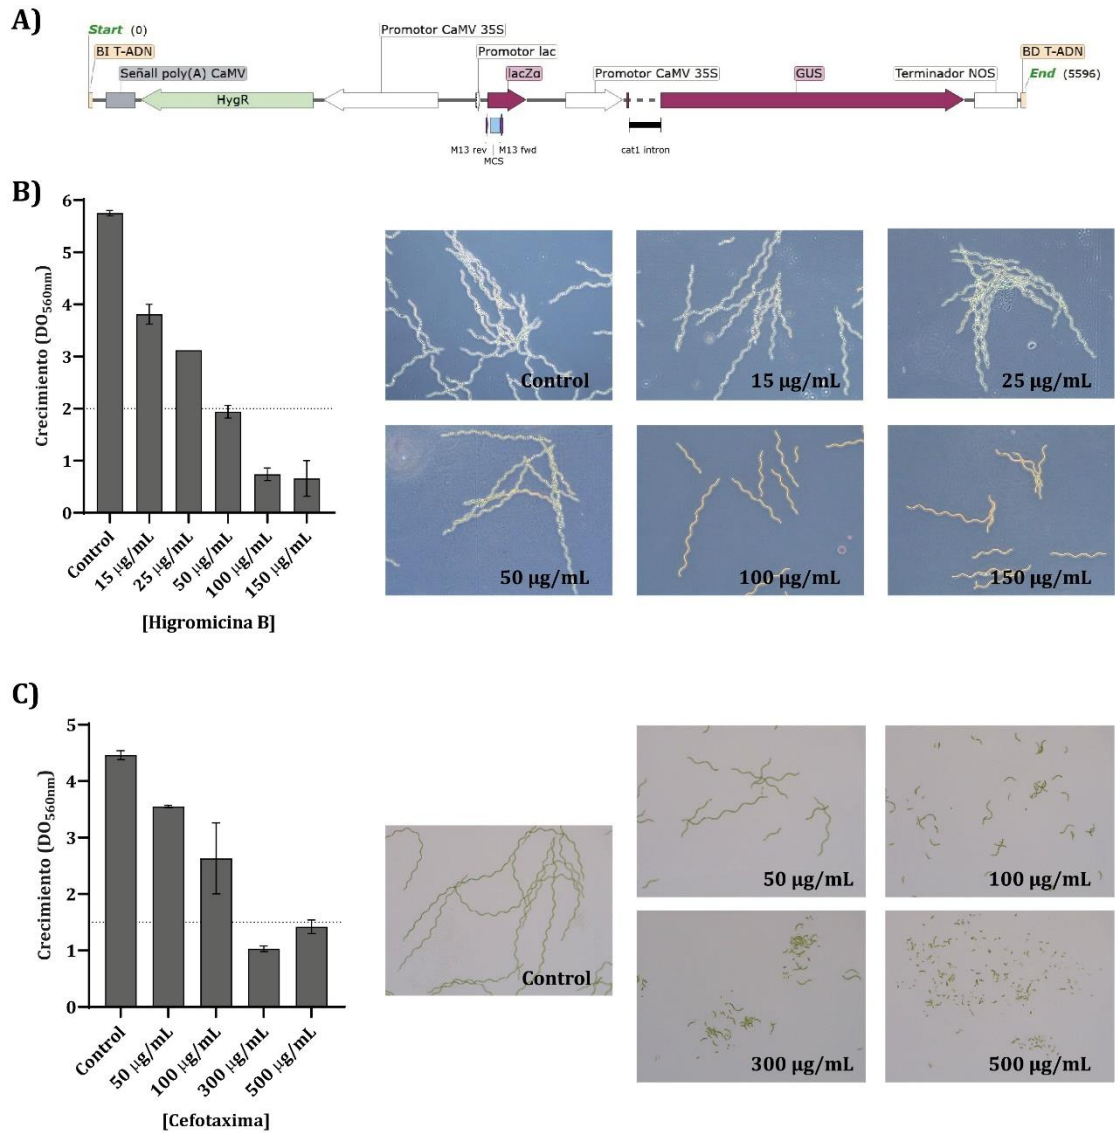 A)
Start (0)
BI T-ADN
Señall poly(A) CaMV
HygR
Promotor CaMV 35S
Promotor lac
lacZα
Promotor CaMV 35S
GUS
Terminador NOS
BD T-ADN
End (5596)
M13 rev
MCS
M13 fwd
cat1 intron
B)
Crecimiento (DO560nm)
6
5
4
3
2
1
0
Control
15 µg/mL
25 µg/mL
50 µg/mL
100 µg/mL
150 µg/mL
[Higromicina B]
Control
15 µg/mL
25 µg/mL
50 µg/mL
100 µg/mL
150 µg/mL
C)
Crecimiento (DO560nm)
5
4
3
2
1
0
Control
50 µg/mL
100 µg/mL
300 µg/mL
500 µg/mL
[Cefotaxima]
Control
50 µg/mL
100 µg/mL
300 µg/mL
500 µg/mL